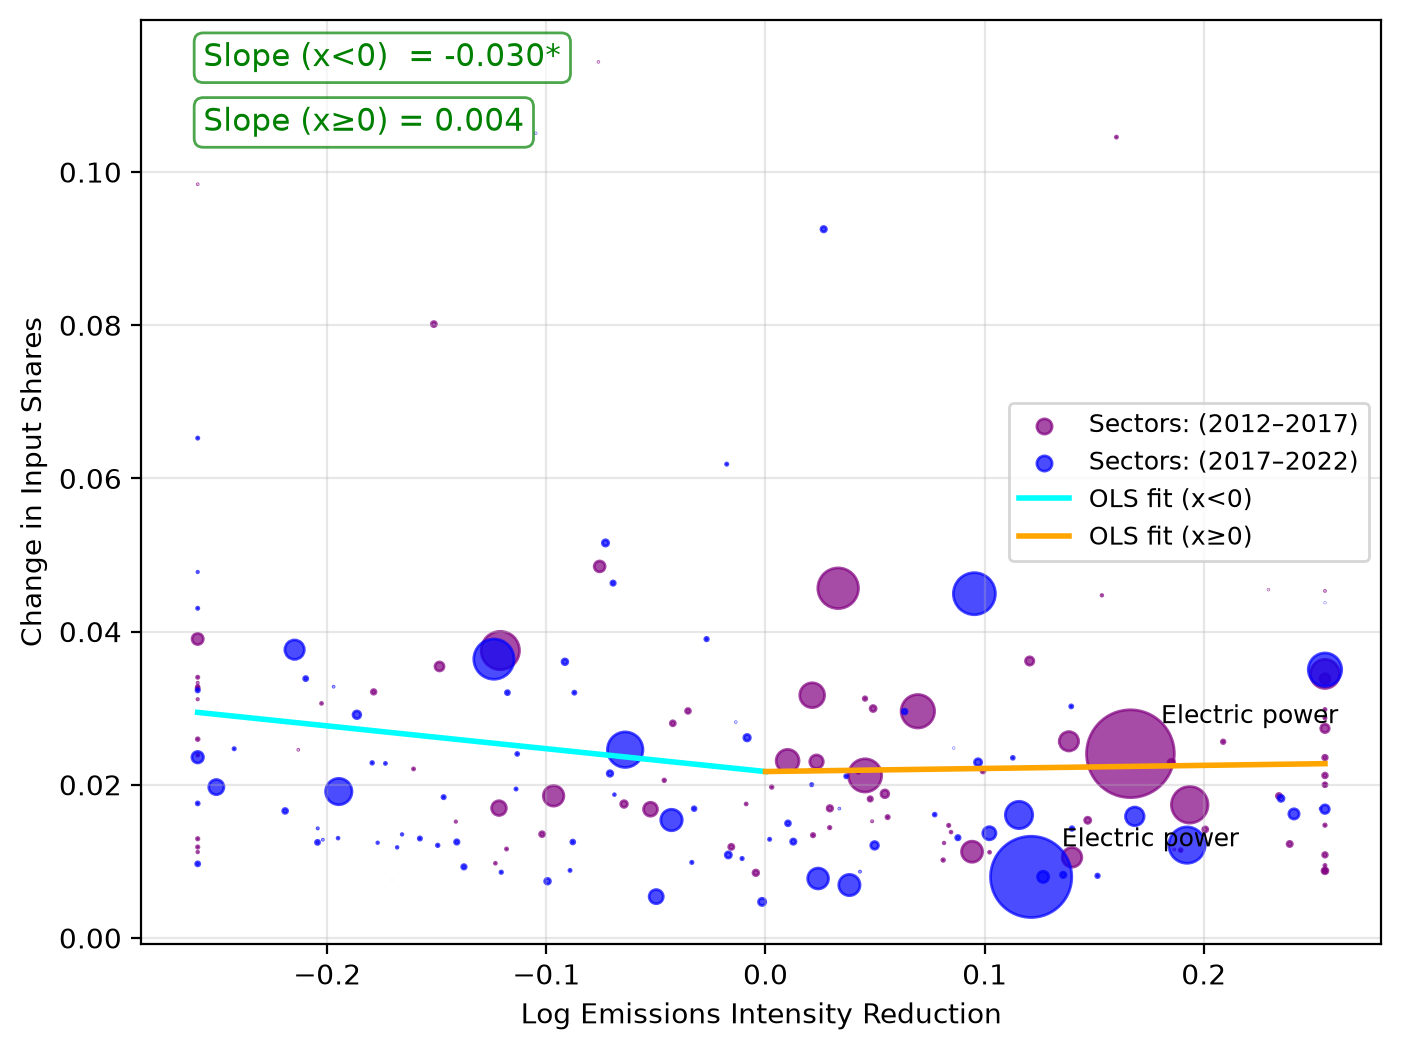 Slope (x<0)  = -0.030*
Slope (x≥0) = 0.004
0.10
0.08
0.06
0.04
0.02
0.00
Change in Input Shares
Sectors: (2012–2017)
Sectors: (2017–2022)
OLS fit (x<0)
OLS fit (x≥0)
Electric power
Electric power
−0.2
−0.1
0.0
0.1
0.2
Log Emissions Intensity Reduction